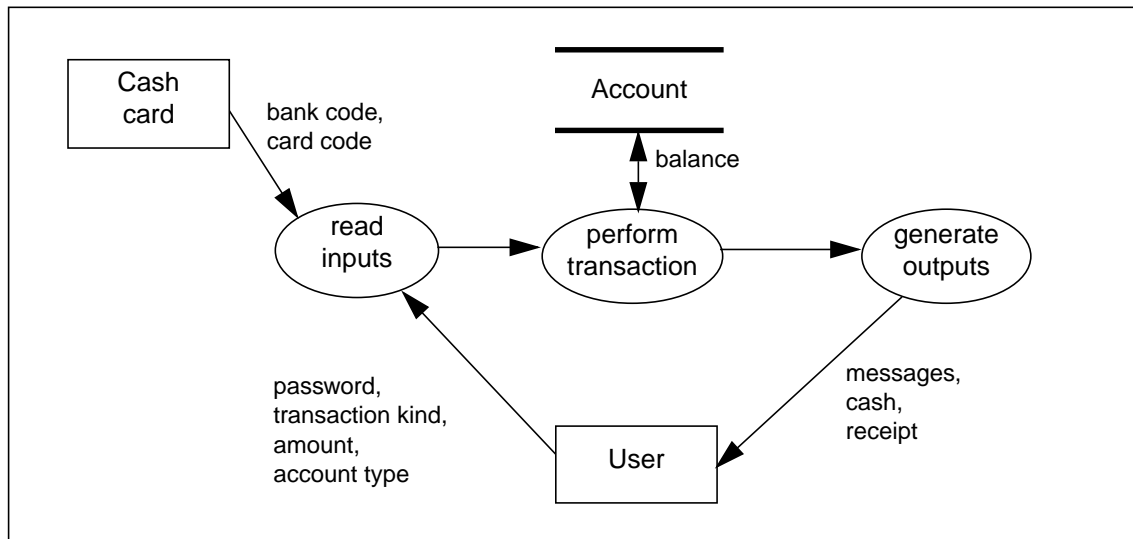 Cash
card
bank code,
card code
Account
balance
read
inputs
perform
transaction
generate
outputs
password,
transaction kind,
amount,
account type
User
messages,
cash,
receipt